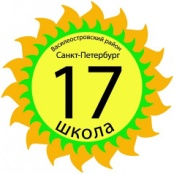 Василеостровский район
Санкт-Петербург
17
школа